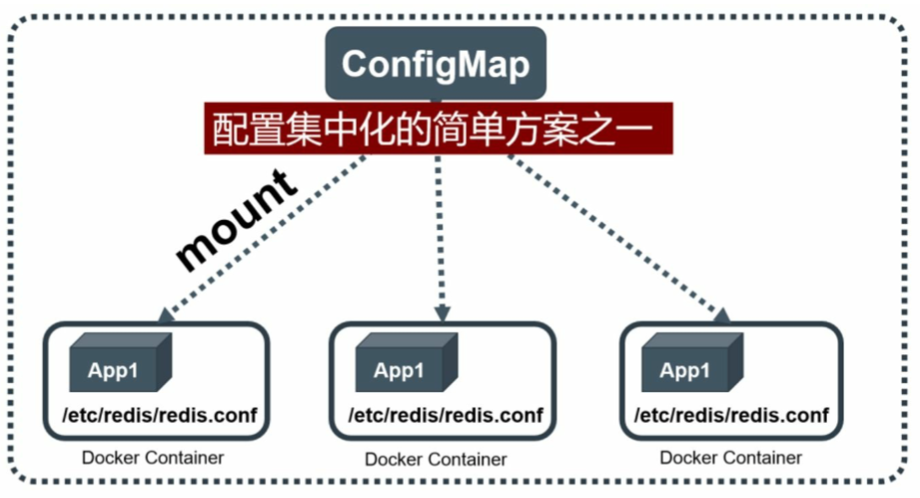 ConfigMap
配置集中化的简单方案之一
mount
App1
/etc/redis/redis.conf
Docker Container
App1
/etc/redis/redis.conf
Docker Container
App1
/etc/redis/redis.conf
Docker Container